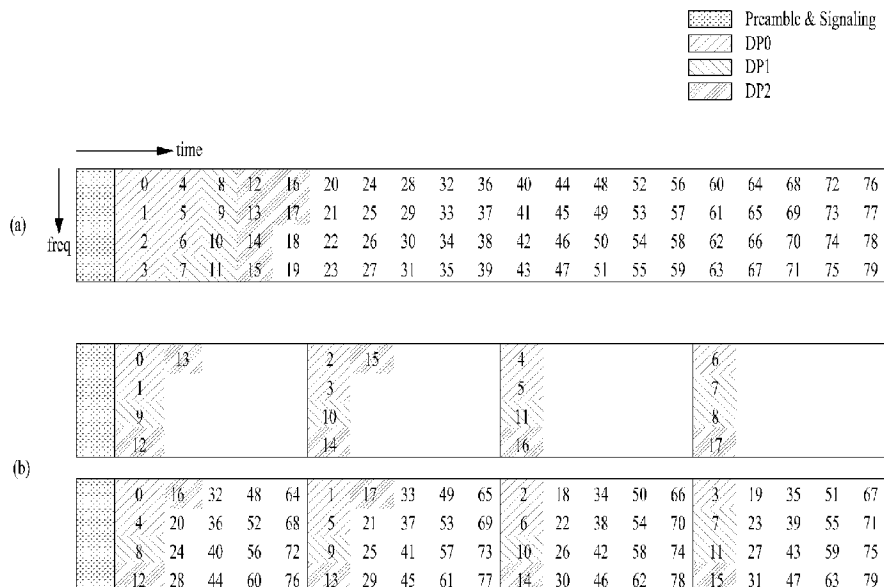 Preamble & Signaling
DP0
DP1
DP2
time
freq
(a)
0 4 8 12 16 20 24 28 32 36 40 44 48 52 56 60 64 68 72 76
1 5 9 13 17 21 25 29 33 37 41 45 49 53 57 61 65 69 73 77
2 6 10 14 18 22 26 30 34 38 42 46 50 54 58 62 66 70 74 78
3 7 11 15 19 23 27 31 35 39 43 47 51 55 59 63 67 71 75 79
(b)
0 13 2 15 4 6
1 3 5 7
9 10 11 8
12 14 16 17
0 16 32 48 64 1 17 33 49 65 2 18 34 50 66 3 19 35 51 67
4 20 36 52 68 5 21 37 53 69 6 22 38 54 70 7 23 39 55 71
8 24 40 56 72 9 25 41 57 73 10 26 42 58 74 11 27 43 59 75
12 28 44 60 76 13 29 45 61 77 14 30 46 62 78 15 31 47 63 79